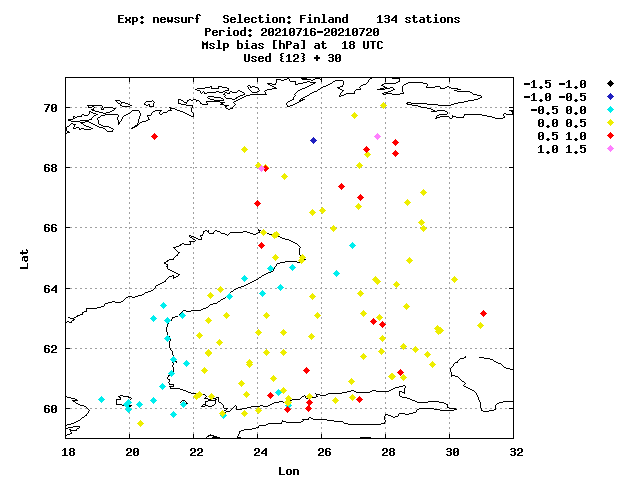 Exp: newsurf Selection: Finland 134 stations
Period: 20210716-20210720
Mslp bias [hPa] at 18 UTC
Used {12} + 30
-1.5 -1.0
-1.0 -0.5
-0.5 0.0
0.0 0.5
0.5 1.0
1.0 1.5
70
68
66
64
62
60
Lat
18 20 22 24 26 28 30 32
Lon